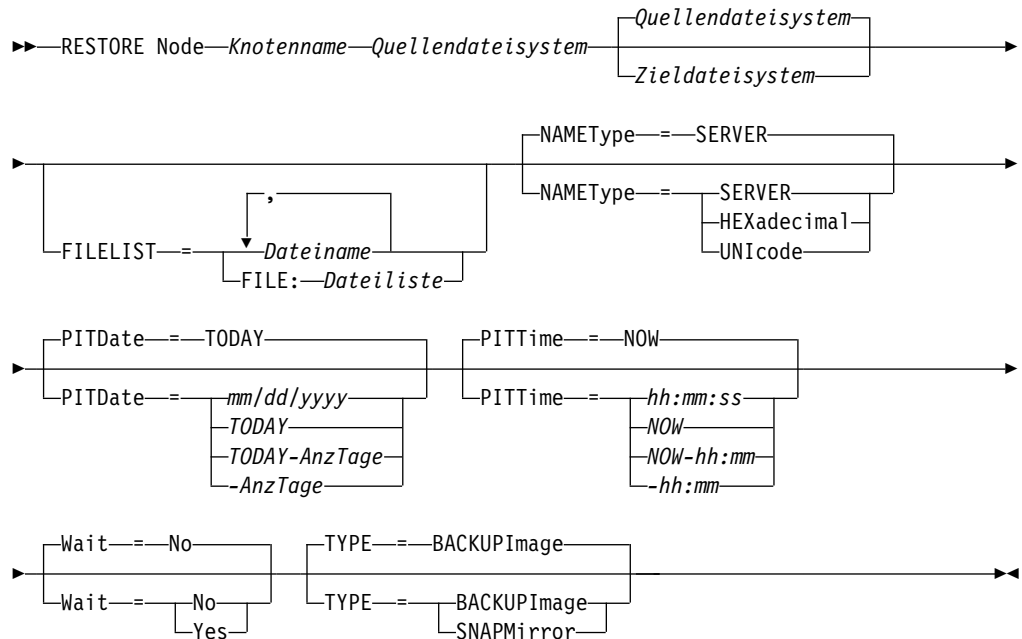 Quellendateisystem
RESTORE Node Knotenname Quellendateisystem
Zieldateisystem
NAMEType = SERVER
NAMEType = SERVER
HEXadecimal
UNIcode
,
FILELIST = Dateiname
FILE: Dateiliste
PITDate = TODAY
PITDate = mm/dd/yyyy
TODAY
TODAY-AnzTage
-AnzTage
PITTime = NOW
PITTime = hh:mm:ss
NOW
NOW-hh:mm
-hh:mm
Wait = No
Wait = No
Yes
TYPE = BACKUPImage
TYPE = BACKUPImage
SNAPMirror